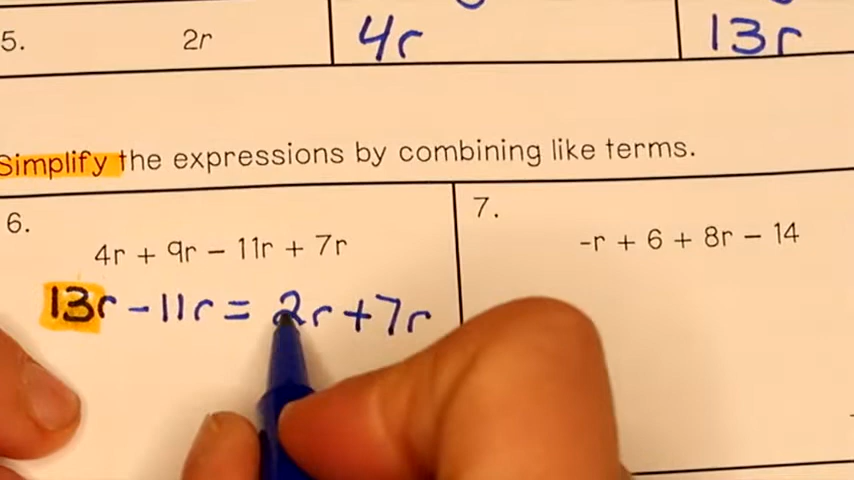 5. 2r 4r 13r
Simplify the expressions by combining like terms.
6. 7.
4r + 9r - 11r + 7r -r + 6 + 8r - 14
13r - 11r = 2r + 7r